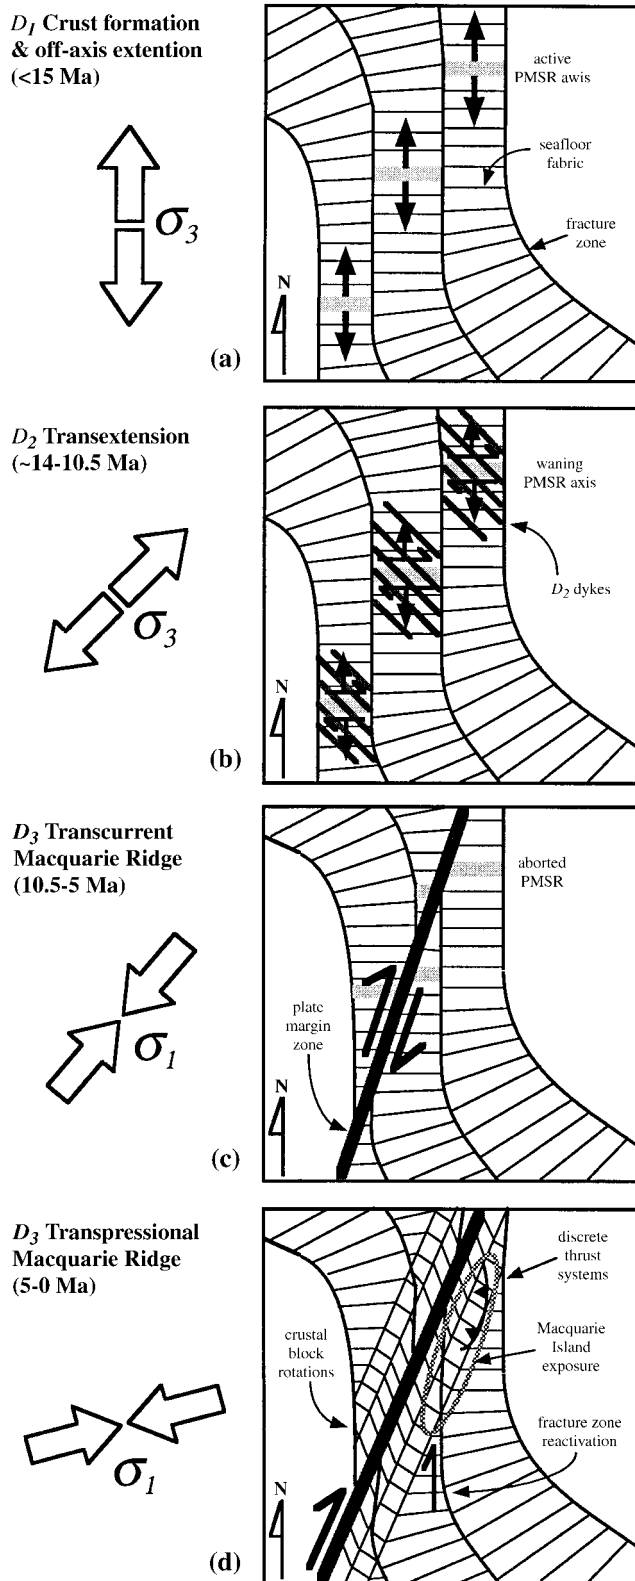 D1 Crust formation
& off-axis extention
(<15 Ma)
active
PMSR awis
seafloor
fabric
fracture
zone
σ3
N
(a)
D2 Transextension
(~14-10.5 Ma)
waning
PMSR axis
D2 dykes
σ3
N
(b)
D3 Transcurrent
Macquarie Ridge
(10.5-5 Ma)
aborted
PMSR
plate
margin
zone
σ1
N
(c)
D3 Transpressional
Macquarie Ridge
(5-0 Ma)
discrete
thrust
systems
crustal
block
rotations
Macquarie
Island
exposure
fracture zone
reactivation
σ1
N
(d)